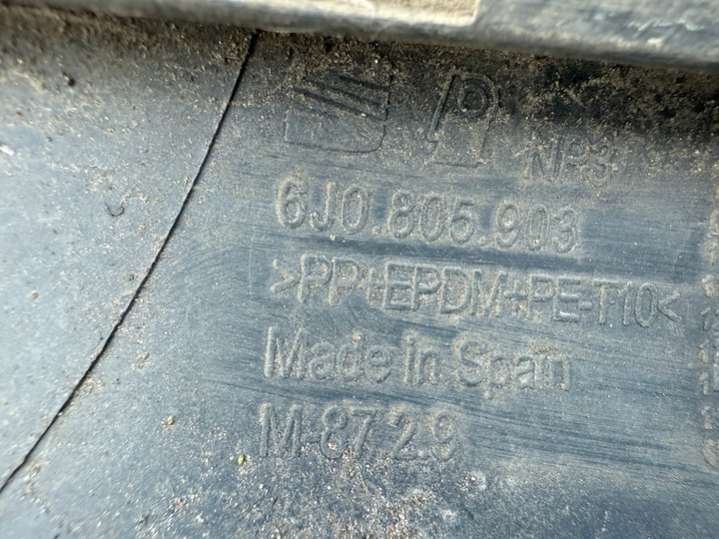 NP3
6J0.805.903
>PP+EPDM+PE-T10<
Made in Spain
M-87.2.9